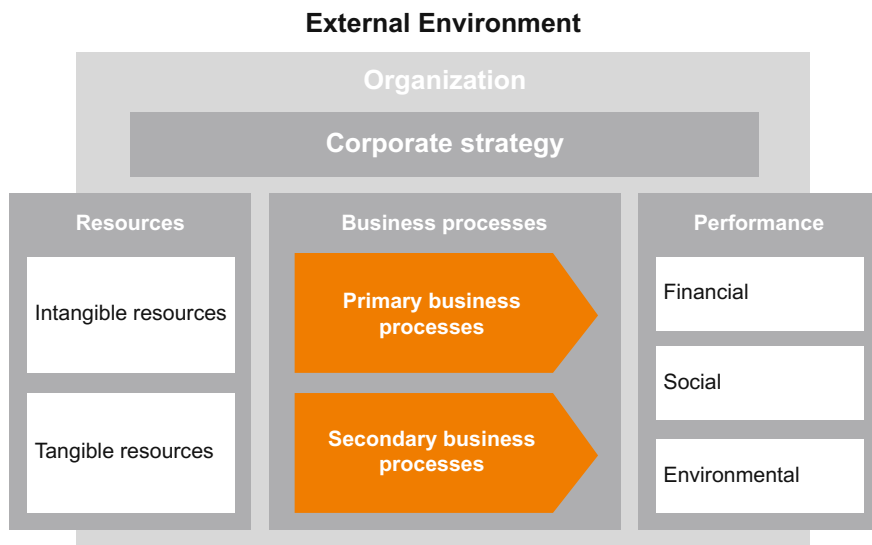 External Environment
Organization
Corporate strategy
Resources
Intangible resources
Tangible resources
Business processes
Primary business
processes
Secondary business
processes
Performance
Financial
Social
Environmental